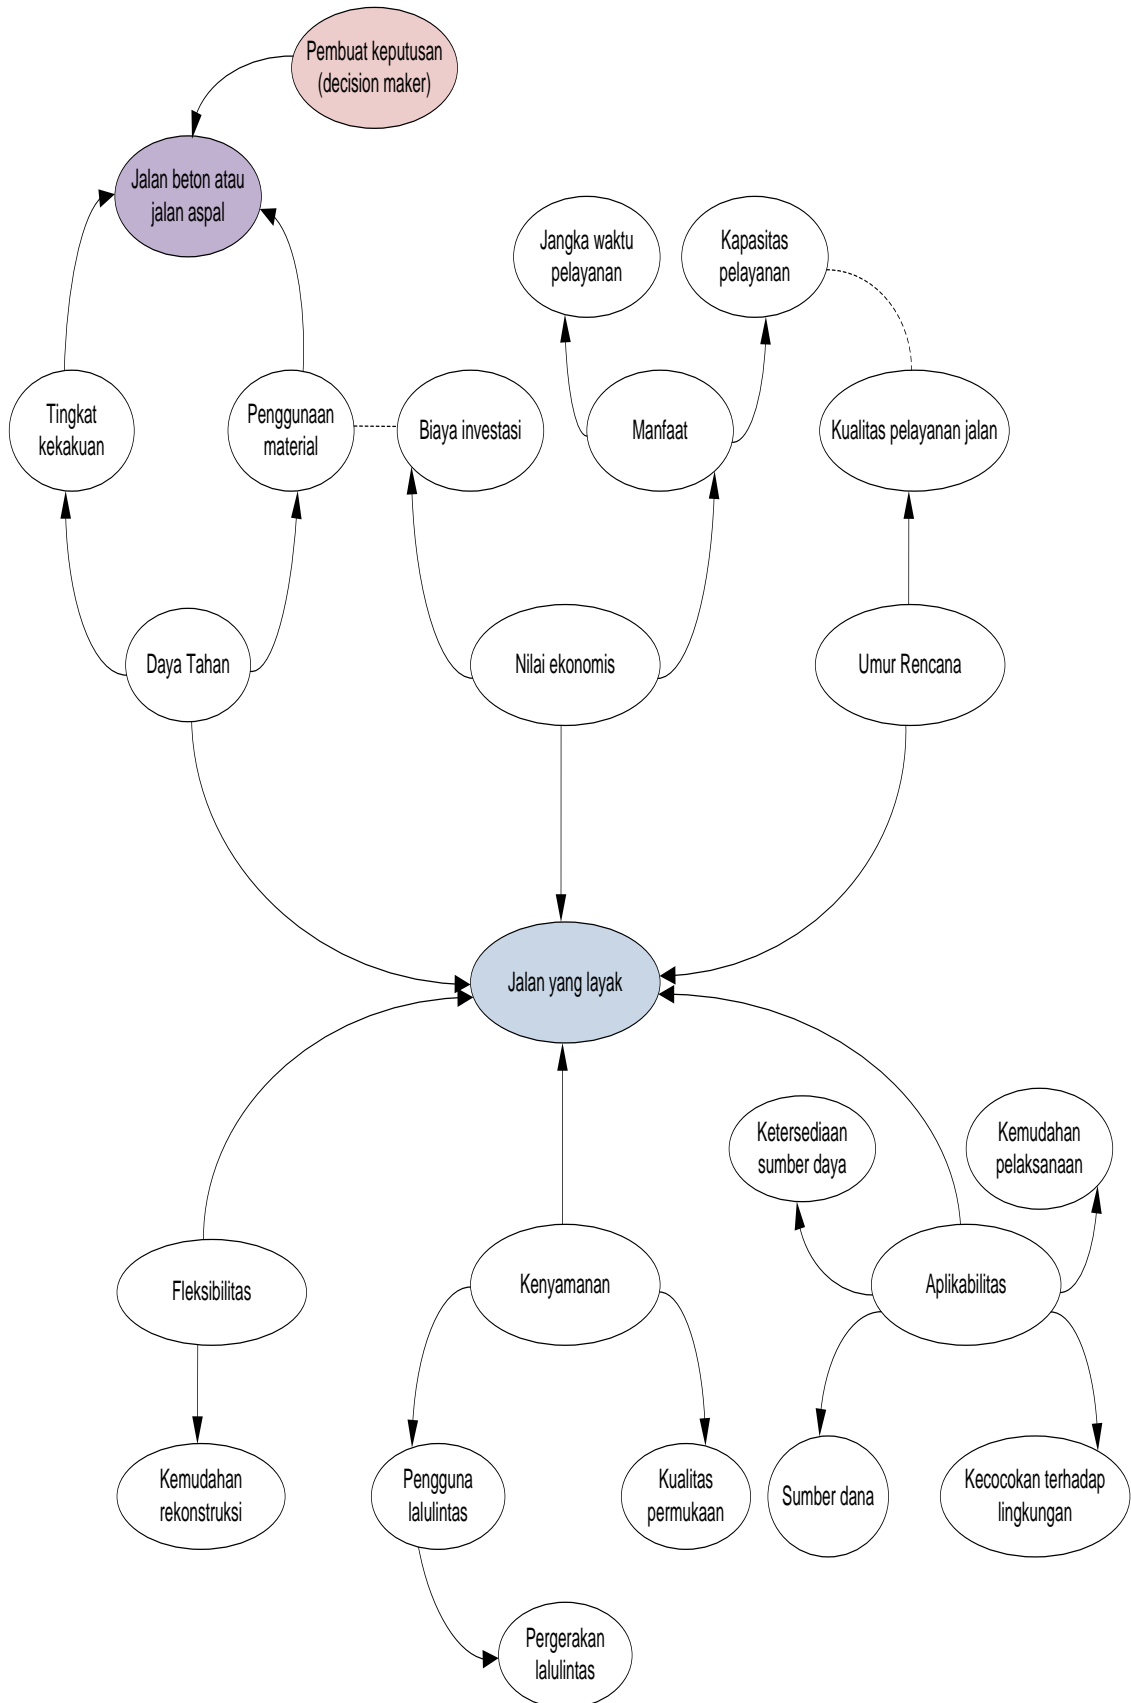 Pembuat keputusan
(decision maker)
Jalan beton atau
jalan aspal
Jangka waktu
pelayanan
Kapasitas
pelayanan
Tingkat
kekakuan
Penggunaan
material
Biaya investasi
Manfaat
Kualitas pelayanan jalan
Daya Tahan
Nilai ekonomis
Umur Rencana
Jalan yang layak
Ketersediaan
sumber daya
Kemudahan
pelaksanaan
Fleksibilitas
Kenyamanan
Aplikabilitas
Kemudahan
rekonstruksi
Pengguna
lalulintas
Kualitas
permukaan
Sumber dana
Kecocokan terhadap
lingkungan
Pergerakan
lalulintas